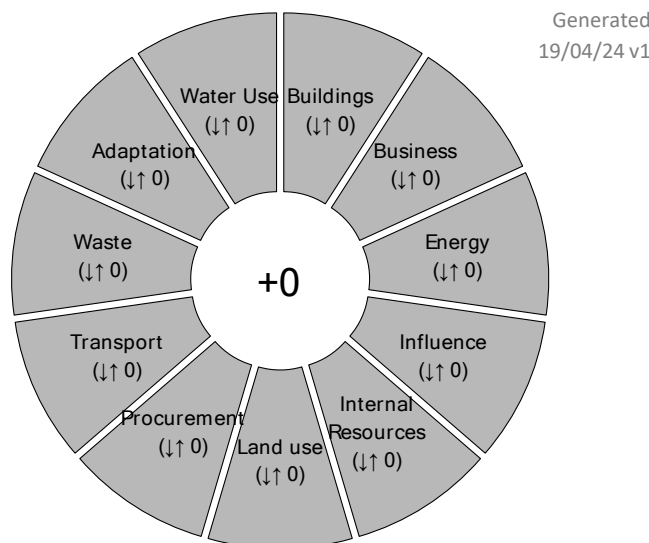 Generated
19/04/24 v1
Water Use
(↓↑ 0)
Buildings
(↓↑ 0)
Business
(↓↑ 0)
Energy
(↓↑ 0)
Influence
(↓↑ 0)
Internal
Resources
(↓↑ 0)
Land use
(↓↑ 0)
Procurement
(↓↑ 0)
Transport
(↓↑ 0)
Waste
(↓↑ 0)
Adaptation
(↓↑ 0)
+0